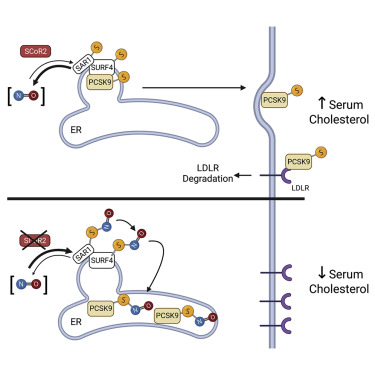 SCoR2
S
SAR1
S
SURF4
[N=O]
PCSK9
S
ER
PCSK9
S
↑ Serum
Cholesterol
PCSK9
S
LDLR
Degradation
LDLR
SCoR2
O
N
O
N
S
S
SAR1
SURF4
[N=O]
↓ Serum
Cholesterol
PCSK9
S
N
O
ER
PCSK9
S
N
O